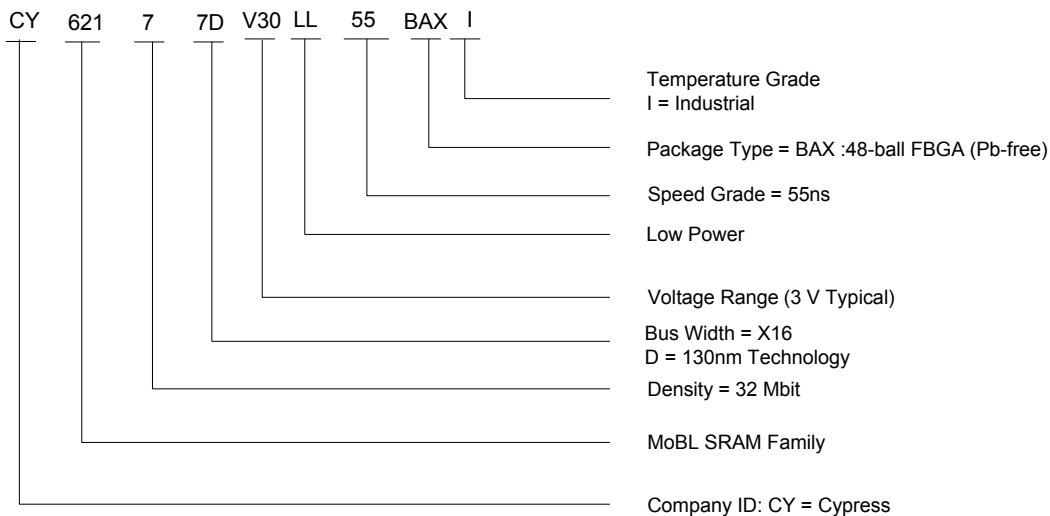 CY 621 7 7D V30 LL 55 BAX I
Temperature Grade
I = Industrial
Package Type = BAX :48-ball FBGA (Pb-free)
Speed Grade = 55ns
Low Power
Voltage Range (3 V Typical)
Bus Width = X16
D = 130nm Technology
Density = 32 Mbit
MoBL SRAM Family
Company ID: CY = Cypress